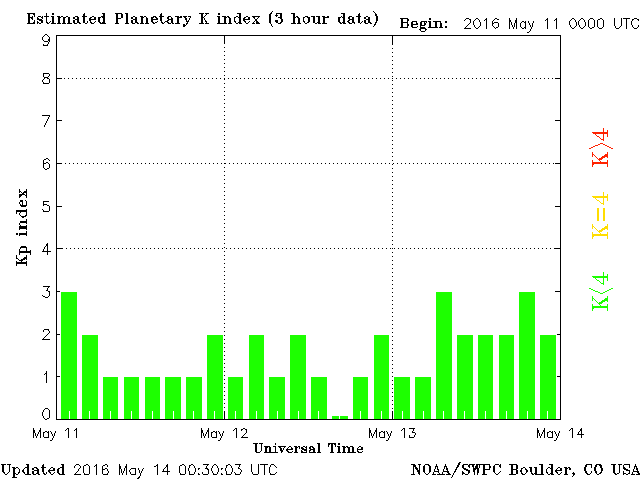 Estimated Planetary K index (3 hour data) Begin: 2016 May 11 0000 UTC
9
8
7
6
5
4
3
2
1
0
Kp index
K>4
K=4
K<4
May 11 May 12 May 13 May 14
Universal Time
Updated 2016 May 14 00:30:03 UTC NOAA/SWPC Boulder, CO USA